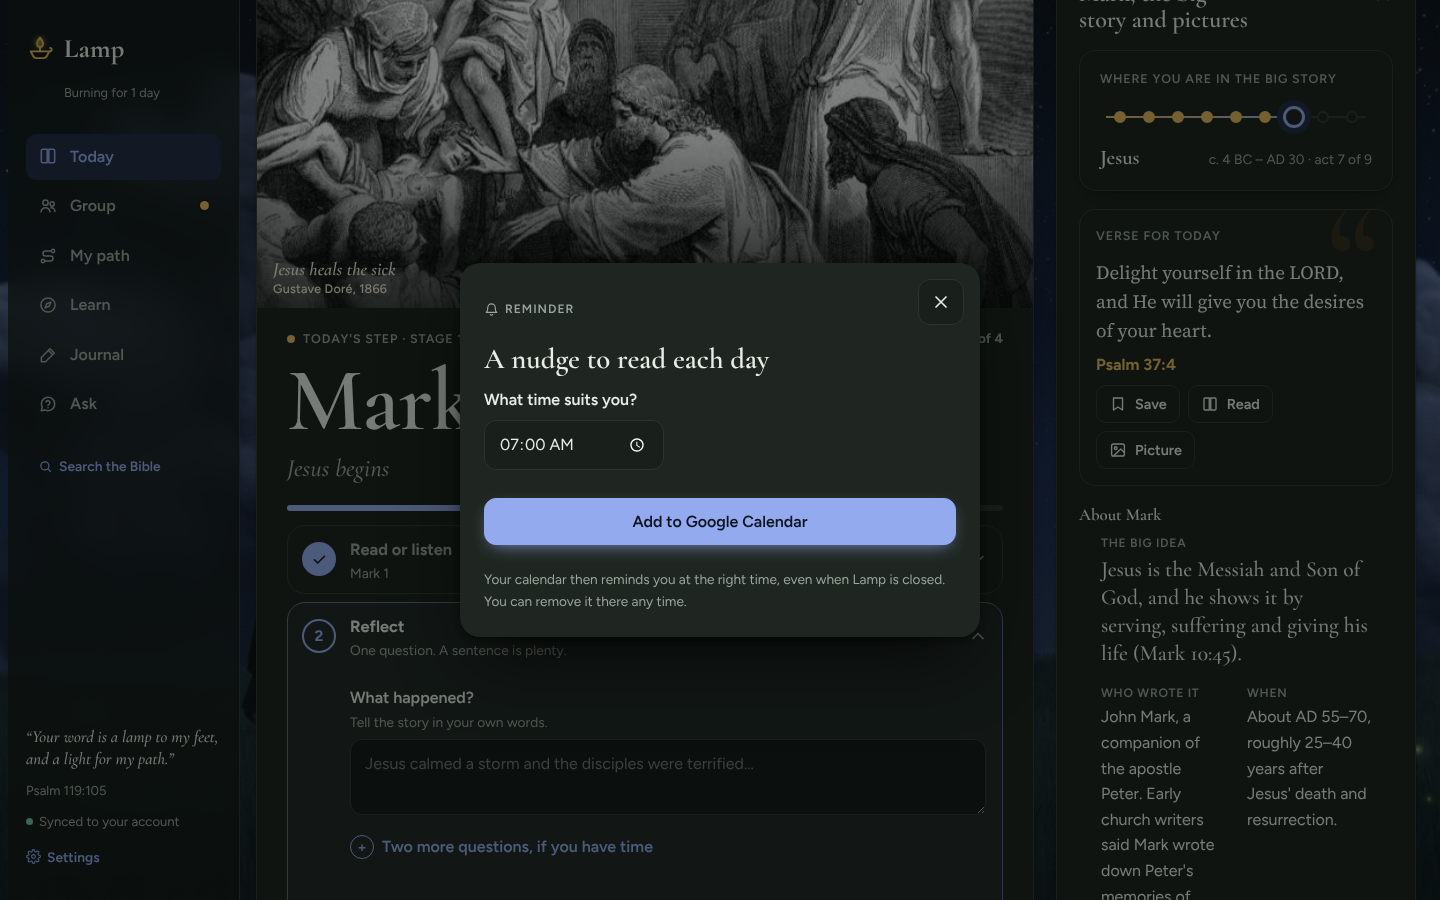 Lamp
Burning for 1 day
Today
Group
My path
Learn
Journal
Ask
Search the Bible
“Your word is a lamp to my feet,
and a light for my path.”
Psalm 119:105
Synced to your account
Settings
Jesus heals the sick
Gustave Doré, 1866
TODAY'S STEP · STAGE
of 4
Mark
Jesus begins
Read or listen
Mark 1
2
Reflect
One question. A sentence is plenty.
What happened?
Tell the story in your own words.
Jesus calmed a storm and the disciples were terrified…
Two more questions, if you have time
REMINDER
A nudge to read each day
What time suits you?
07:00 AM
Add to Google Calendar
Your calendar then reminds you at the right time, even when Lamp is closed.
You can remove it there any time.
story and pictures
WHERE YOU ARE IN THE BIG STORY
Jesus
c. 4 BC – AD 30 · act 7 of 9
VERSE FOR TODAY
Delight yourself in the LORD,
and He will give you the desires
of your heart.
Psalm 37:4
Save
Read
Picture
About Mark
THE BIG IDEA
Jesus is the Messiah and Son of
God, and he shows it by
serving, suffering and giving his
life (Mark 10:45).
WHO WROTE IT
John Mark, a
companion of
the apostle
Peter. Early
church writers
said Mark wrote
down Peter's
memories of
WHEN
About AD 55–70,
roughly 25–40
years after
Jesus' death and
resurrection.